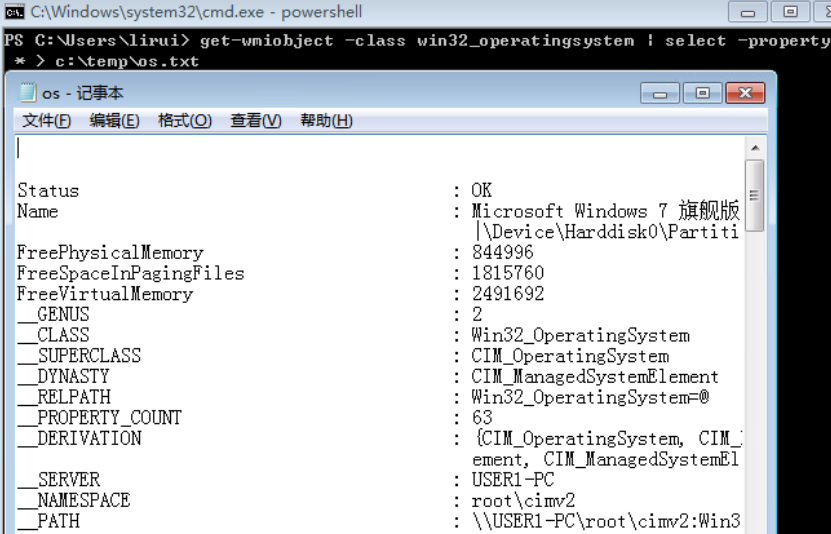 C:\Windows\system32\cmd.exe - powershell
PS C:\Users\lirui> get-wmiobject -class win32_operatingsystem | select -property
* > c:\temp\os.txt
os - 记事本
文件(F) 编辑(E) 格式(O) 查看(V) 帮助(H)
Status : OK
Name : Microsoft Windows 7 旗舰版
|\Device\Harddisk0\Partiti
FreePhysicalMemory : 844996
FreeSpaceInPagingFiles : 1815760
FreeVirtualMemory : 2491692
__GENUS : 2
__CLASS : Win32_OperatingSystem
__SUPERCLASS : CIM_OperatingSystem
__DYNASTY : CIM_ManagedSystemElement
__RELPATH : Win32_OperatingSystem=@
__PROPERTY_COUNT : 63
__DERIVATION : {CIM_OperatingSystem, CIM_
ement, CIM_ManagedSystemEl
__SERVER : USER1-PC
__NAMESPACE : root\cimv2
__PATH : \\USER1-PC\root\cimv2:Win3